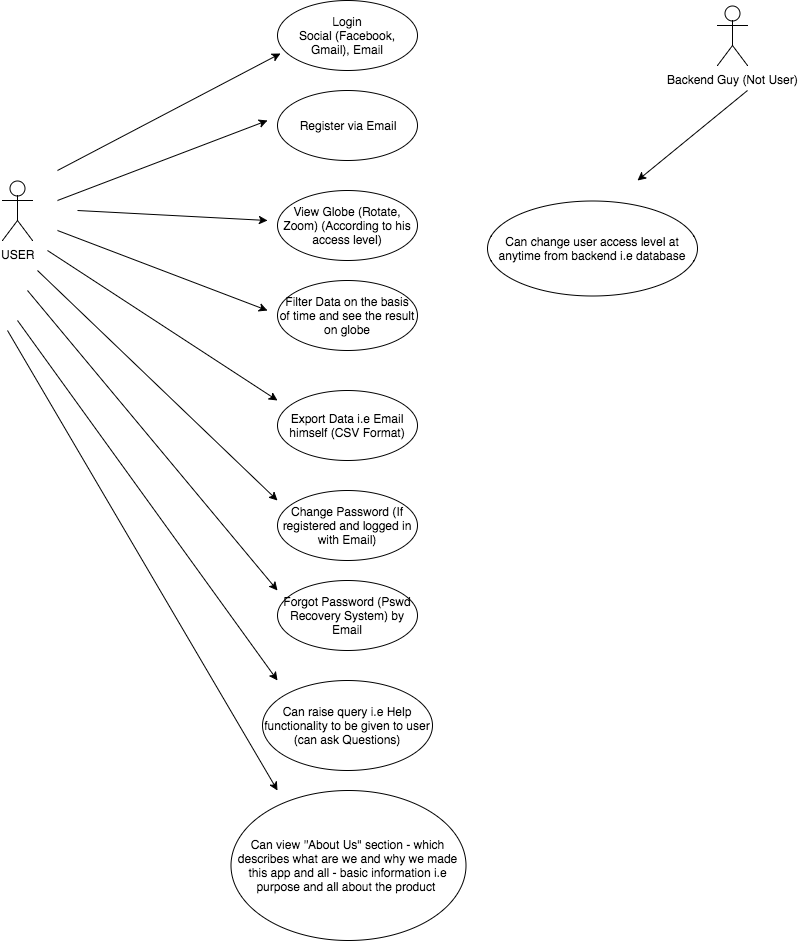 Login
Social (Facebook,
Gmail), Email
Backend Guy (Not User)
Register via Email
USER
View Globe (Rotate,
Zoom) (According to his
access level)
Can change user access level at
anytime from backend i.e database
Filter Data on the basis
of time and see the result
on globe
Export Data i.e Email
himself (CSV Format)
Change Password (If
registered and logged in
with Email)
Forgot Password (Pswd
Recovery System) by
Email
Can raise query i.e Help
functionality to be given to user
(can ask Questions)
Can view "About Us" section - which
describes what are we and why we made
this app and all - basic information i.e
purpose and all about the product